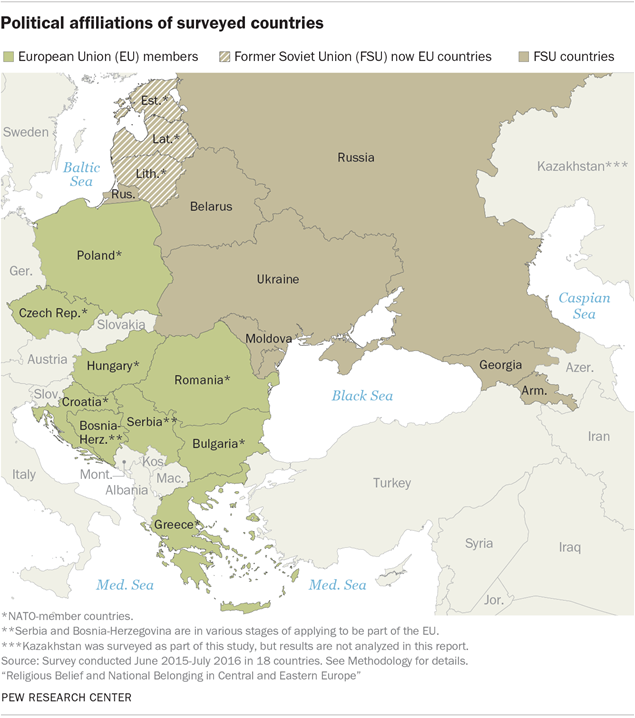 Political affiliations of surveyed countries
European Union (EU) members
Former Soviet Union (FSU) now EU countries
FSU countries
Est.*
Sweden
Lat.*
Russia
Kazakhstan***
Baltic
Sea
Lith.*
Rus.
Belarus
Poland*
Ger.
Ukraine
Caspian
Sea
Czech Rep.*
Slovakia
Moldova
Austria
Hungary*
Georgia
Azer.
Romania*
Arm.
Slov.
Croatia*
Black Sea
Bosnia-
Herz.**
Serbia**
Bulgaria*
Iran
Italy
Kos.
Mont.
Mac.
Albania
Turkey
Greece*
Syria
Iraq
Med. Sea
Med. Sea
Jor.
*NATO-member countries.
**Serbia and Bosnia-Herzegovina are in various stages of applying to be part of the EU.
***Kazakhstan was surveyed as part of this study, but results are not analyzed in this report.
Source: Survey conducted June 2015-July 2016 in 18 countries. See Methodology for details.
“Religious Belief and National Belonging in Central and Eastern Europe”
PEW RESEARCH CENTER